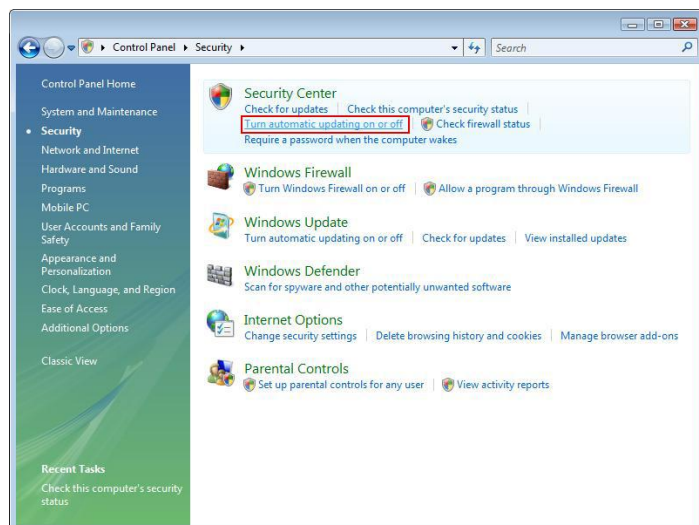 Control Panel ▸ Security ▸
Search
Control Panel Home
System and Maintenance
Security
Network and Internet
Hardware and Sound
Programs
Mobile PC
User Accounts and Family
Safety
Appearance and
Personalization
Clock, Language, and Region
Ease of Access
Additional Options
Classic View
Recent Tasks
Check this computer's security
status
Security Center
Check for updates | Check this computer's security status
Turn automatic updating on or off | Check firewall status
Require a password when the computer wakes
Windows Firewall
Turn Windows Firewall on or off | Allow a program through Windows Firewall
Windows Update
Turn automatic updating on or off | Check for updates | View installed updates
Windows Defender
Scan for spyware and other potentially unwanted software
Internet Options
Change security settings | Delete browsing history and cookies | Manage browser add-ons
Parental Controls
Set up parental controls for any user | View activity reports